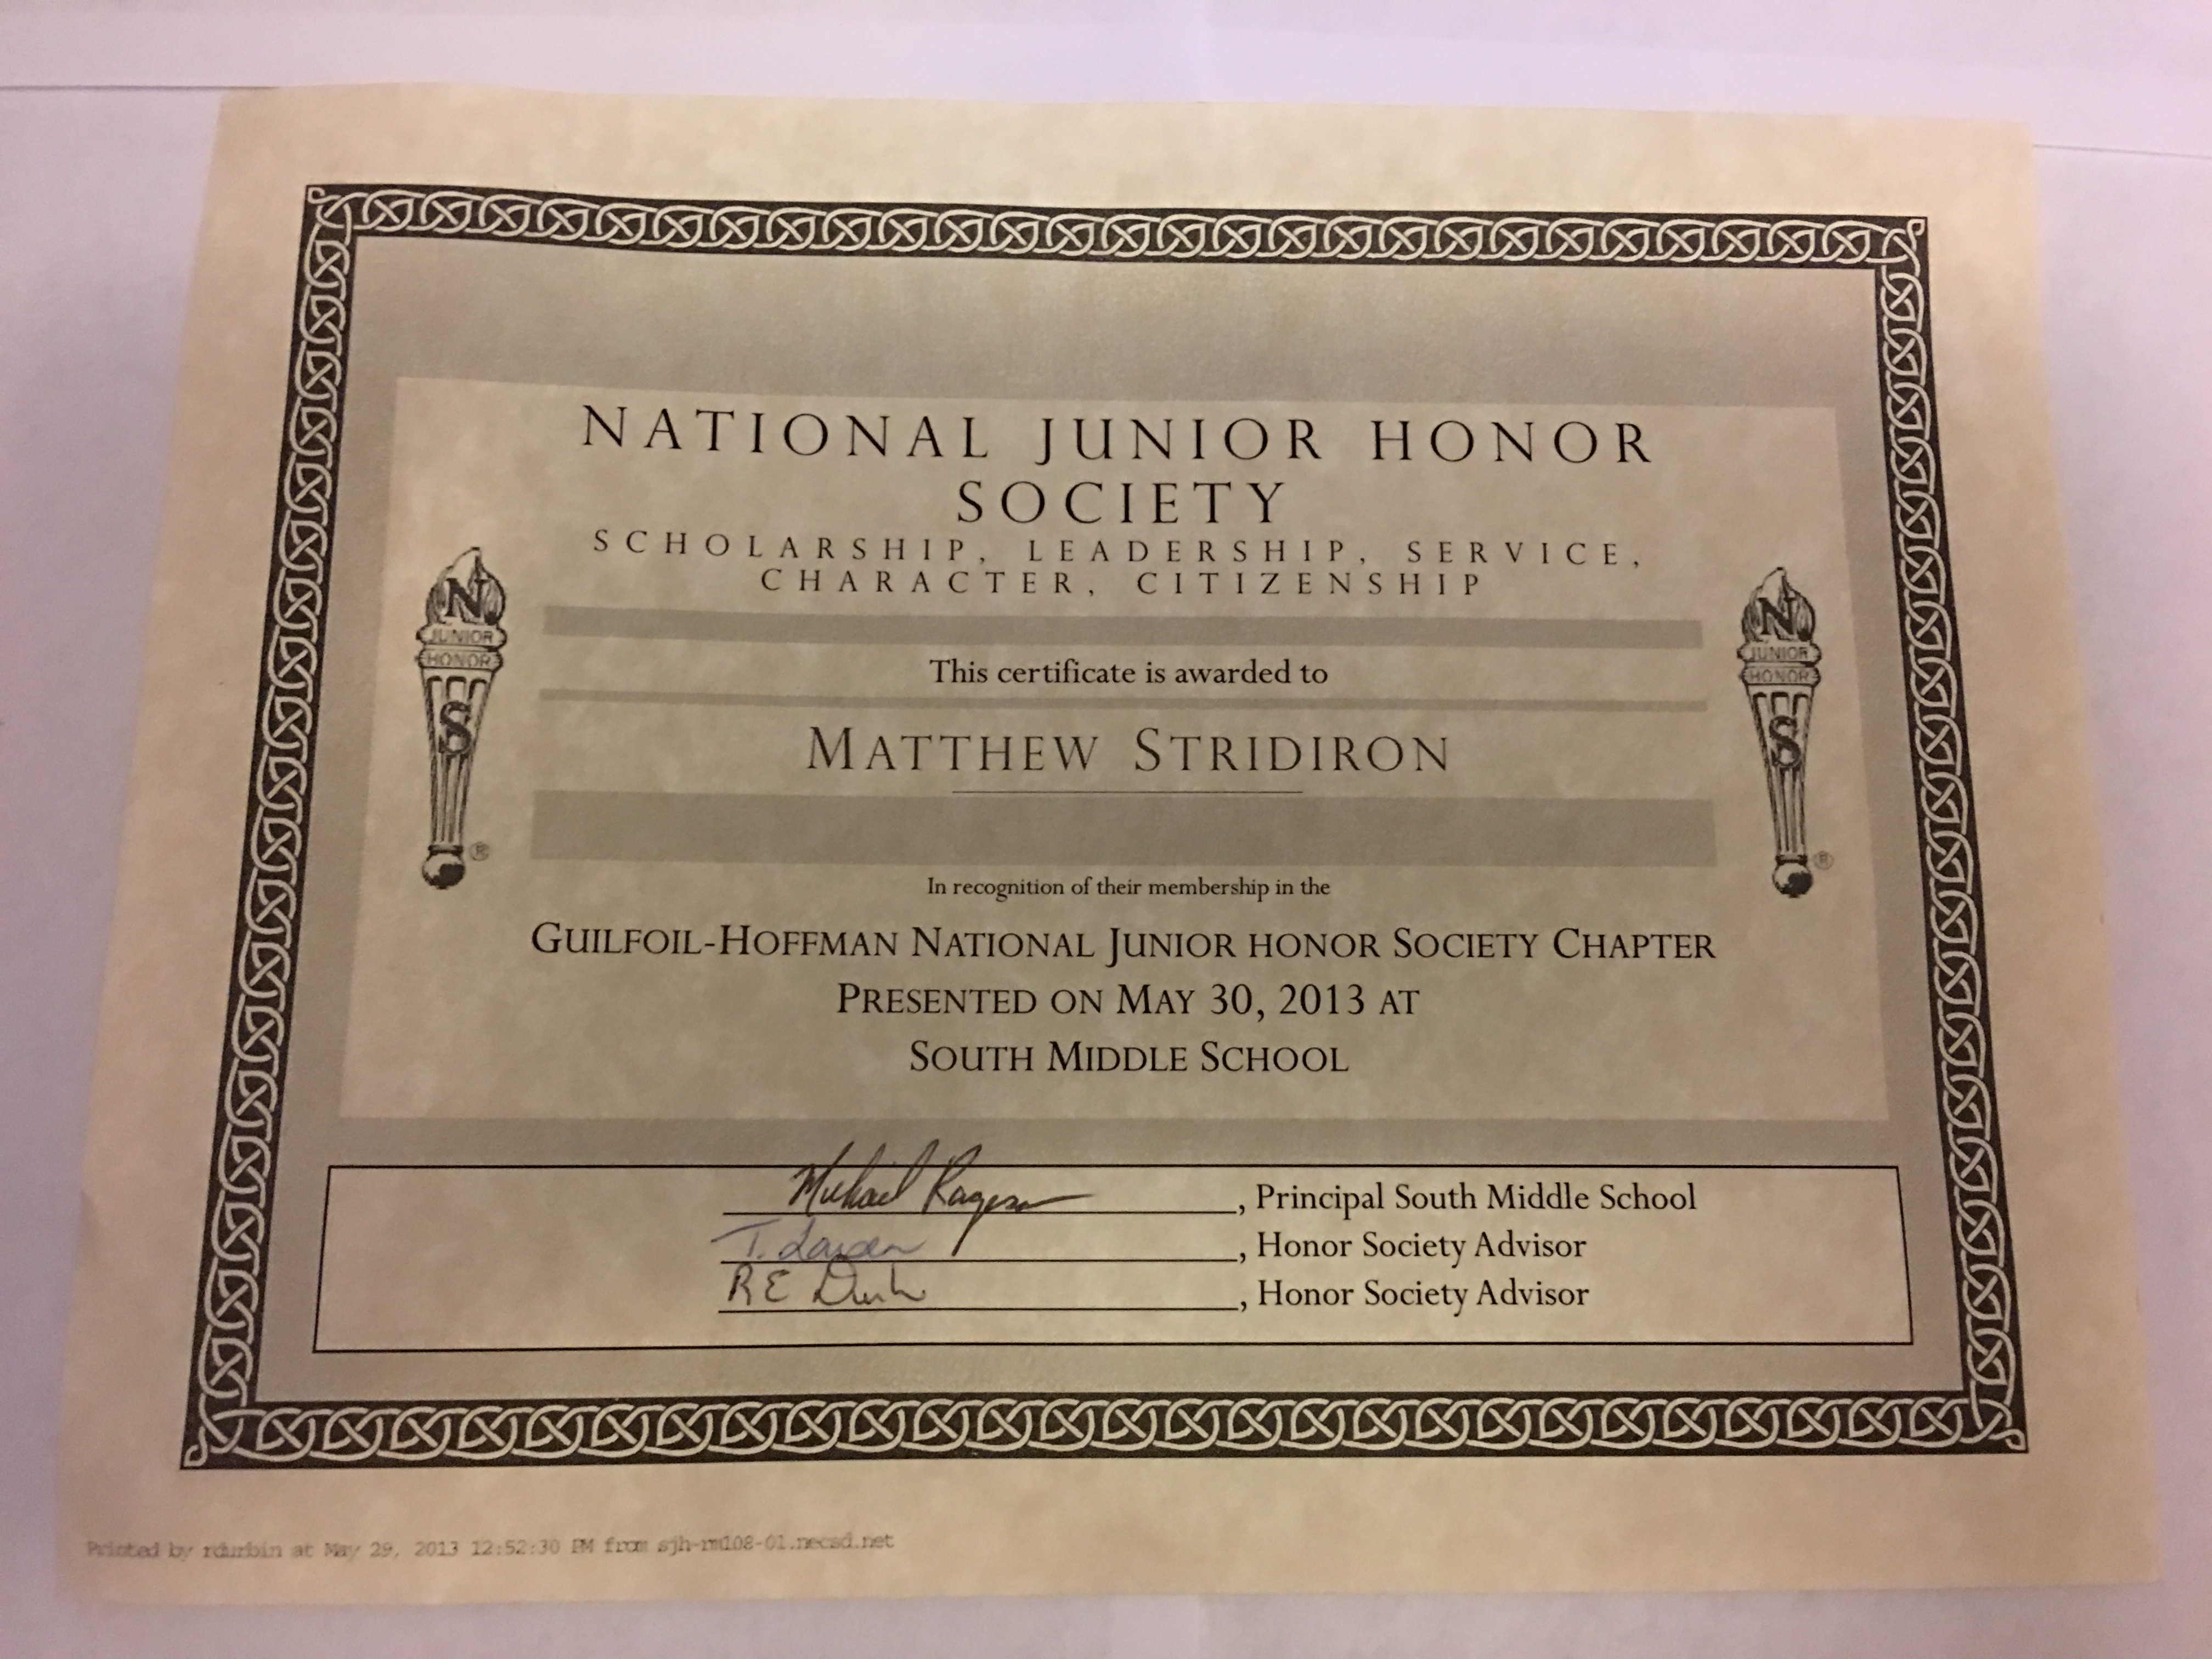 NATIONAL JUNIOR HONOR
SOCIETY
SCHOLARSHIP, LEADERSHIP, SERVICE,
CHARACTER, CITIZENSHIP
N
JUNIOR
HONOR
S
®
N
JUNIOR
HONOR
S
®
This certificate is awarded to
MATTHEW STRIDIRON
In recognition of their membership in the
GUILFOIL-HOFFMAN NATIONAL JUNIOR HONOR SOCIETY CHAPTER
PRESENTED ON MAY 30, 2013 AT
SOUTH MIDDLE SCHOOL
Michael, Principal South Middle School
T., Honor Society Advisor
R E, Honor Society Advisor
Printed by rdurbin at May 29, 2013 12:52:30 PM from sjh-rm108-01.necsd.net